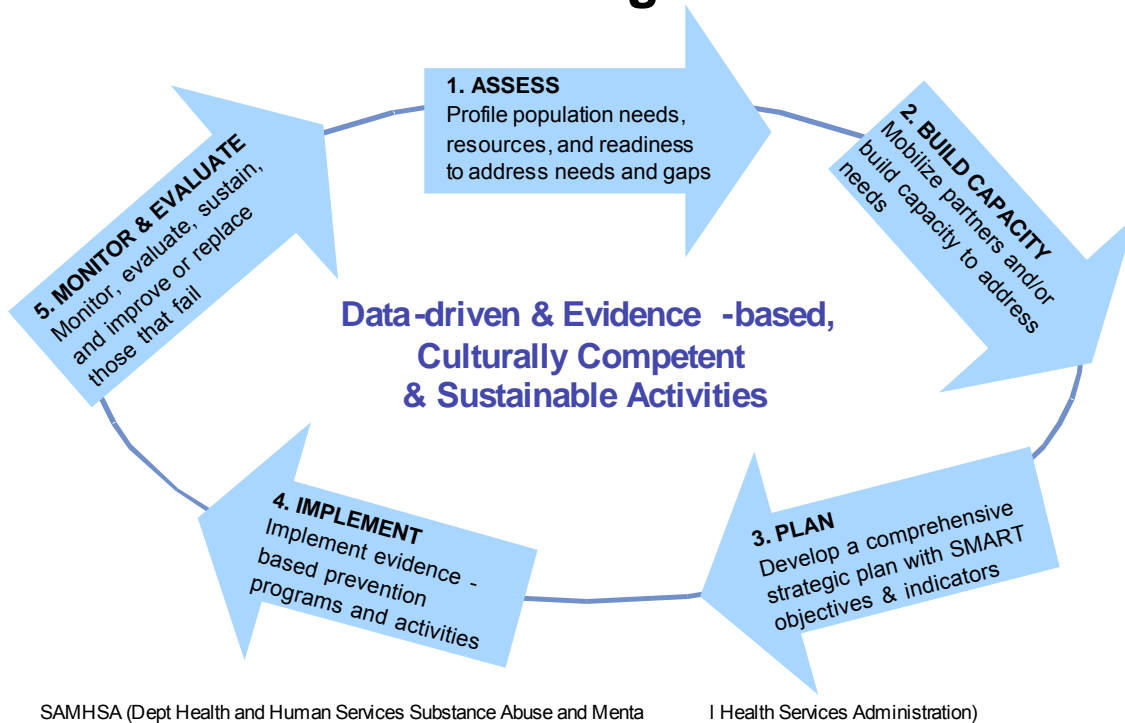 1. ASSESS
Profile population needs,
resources, and readiness
to address needs and gaps
2. BUILD CAPACITY
Mobilize partners and/or
build capacity to address
needs
3. PLAN
Develop a comprehensive
strategic plan with SMART
objectives & indicators
4. IMPLEMENT
Implement evidence -
based prevention
programs and activities
5. MONITOR & EVALUATE
Monitor, evaluate, sustain,
and improve or replace
those that fail
Data-driven & Evidence -based,
Culturally Competent
& Sustainable Activities
SAMHSA (Dept Health and Human Services Substance Abuse and Menta l Health Services Administration)